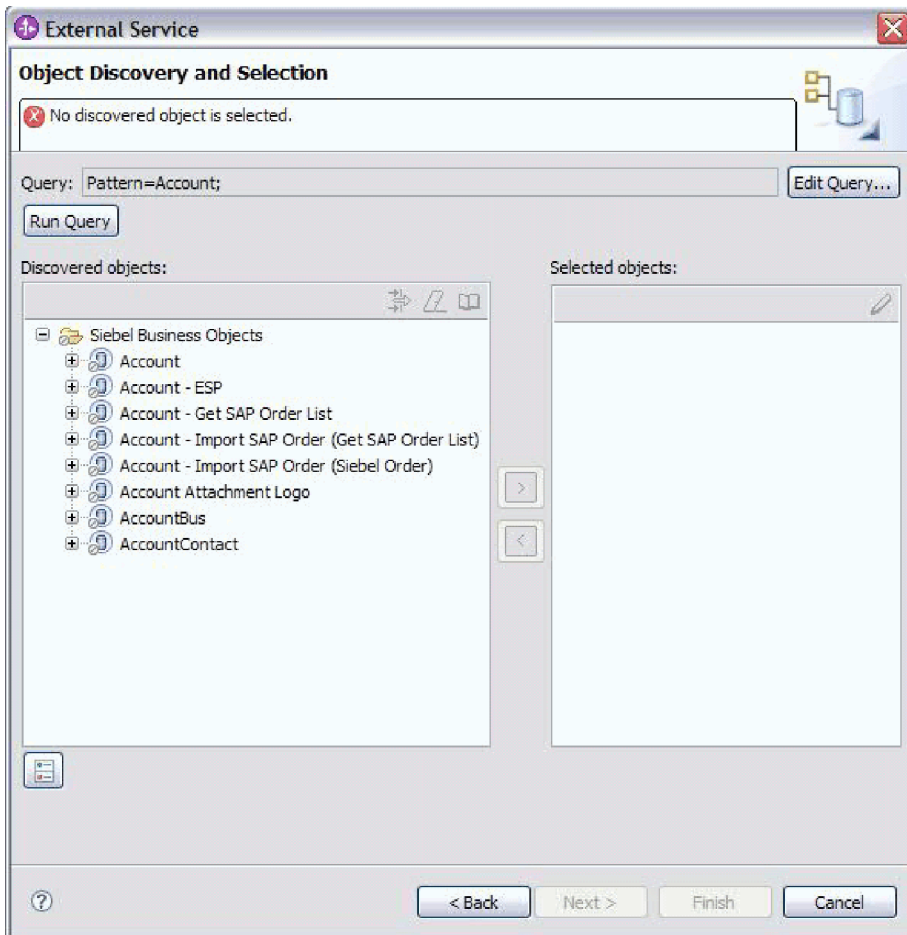 External Service
Object Discovery and Selection
No discovered object is selected.
Query: Pattern=Account; Edit Query...
Run Query
Discovered objects: Selected objects:
Siebel Business Objects
Account
Account - ESP
Account - Get SAP Order List
Account - Import SAP Order (Get SAP Order List)
Account - Import SAP Order (Siebel Order)
Account Attachment Logo
AccountBus
AccountContact
>
<
? < Back Next > Finish Cancel